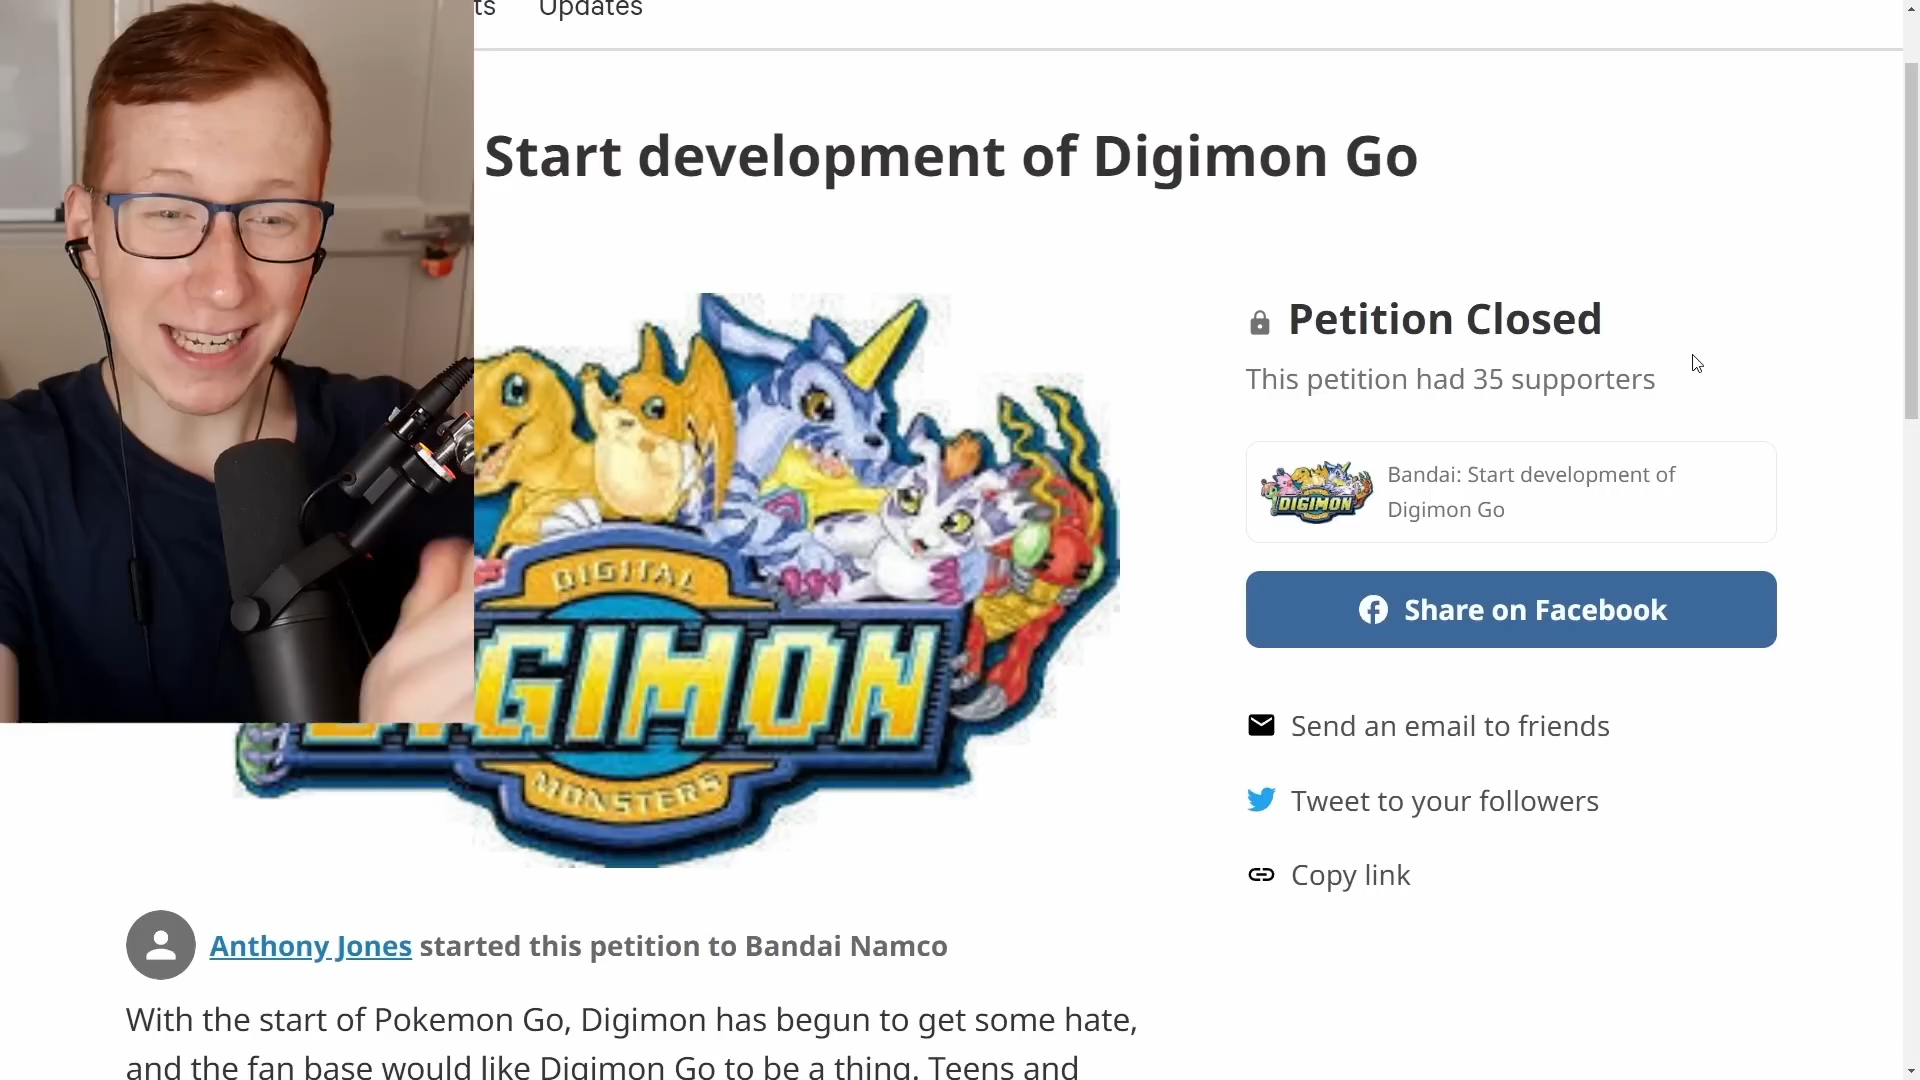 ts Updates
Start development of Digimon Go
Petition Closed
This petition had 35 supporters
DIGIMON
Bandai: Start development of
Digimon Go
Share on Facebook
Send an email to friends
Tweet to your followers
Copy link
DIGITAL
DIGIMON
MONSTERS
Anthony Jones started this petition to Bandai Namco
With the start of Pokemon Go, Digimon has begun to get some hate,
and the fan base would like Digimon Go to be a thing. Teens and